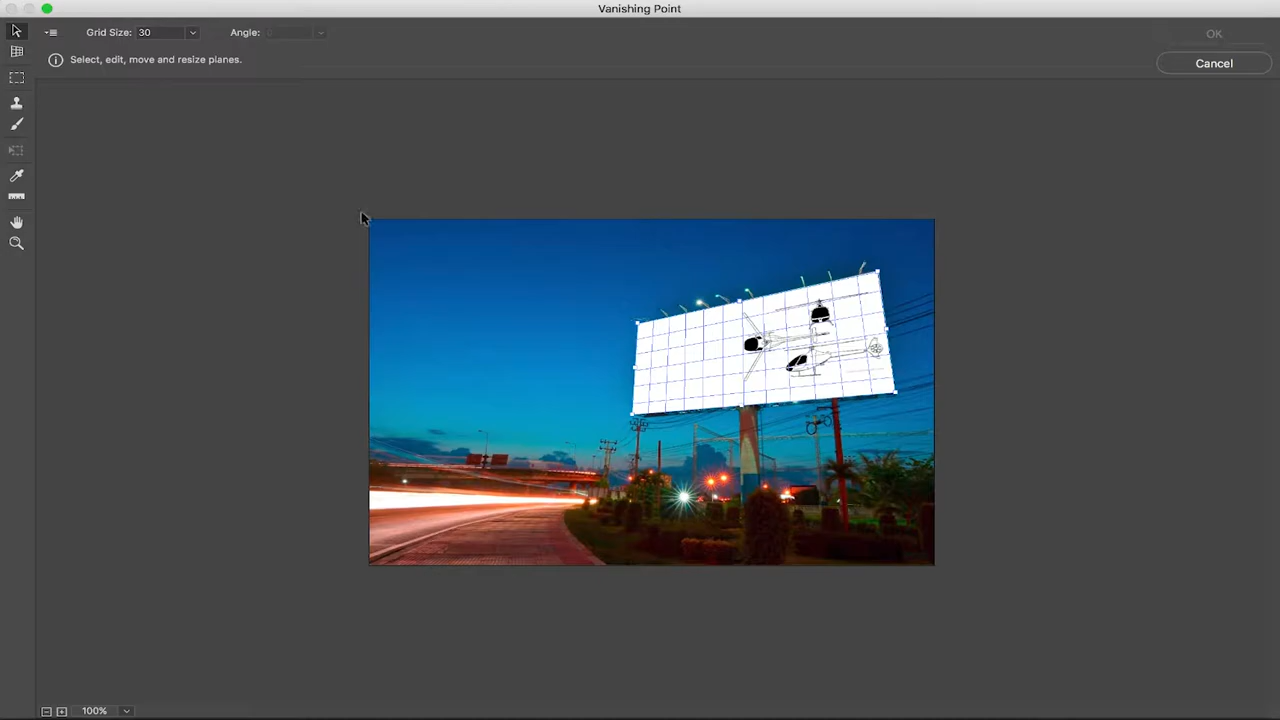 Vanishing Point
Grid Size: 30
Angle:
OK
Select, edit, move and resize planes.
Cancel
100%